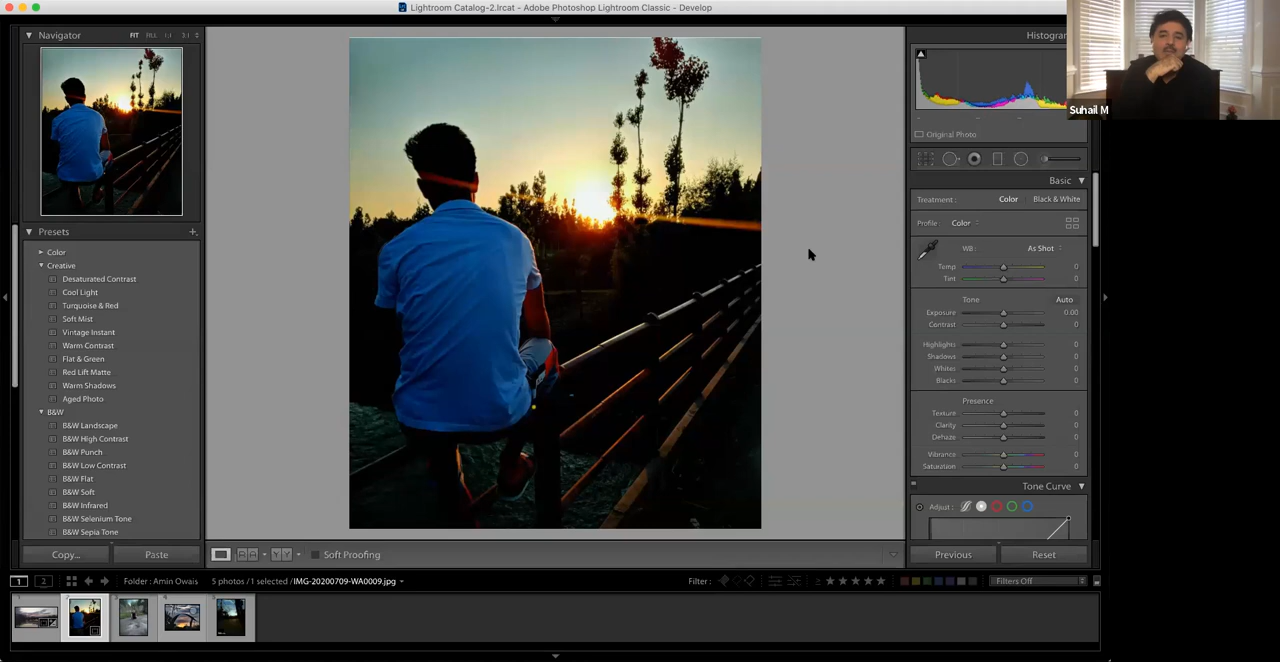 Lightroom Catalog-2.lrcat - Adobe Photoshop Lightroom Classic - Develop
Navigator FIT FILL 1:1 3:1
Presets +
Color
Creative
Desaturated Contrast
Cool Light
Turquoise & Red
Soft Mist
Vintage Instant
Warm Contrast
Flat & Green
Red Lift Matte
Warm Shadows
Aged Photo
B&W
B&W Landscape
B&W High Contrast
B&W Punch
B&W Low Contrast
B&W Flat
B&W Soft
B&W Infrared
B&W Selenium Tone
B&W Sepia Tone
Copy... Paste
Soft Proofing
Histogr
Suhail M
Original Photo
Basic
Treatment : Color Black & White
Profile Color
WB: As Shot
Temp 0
Tint 0
Tone Auto
Exposure 0.00
Contrast 0
Highlights 0
Shadows 0
Whites 0
Blacks 0
Presence
Texture 0
Clarity 0
Dehaze 0
Vibrance 0
Saturation 0
Tone Curve
Adjust :
Previous Reset
1 2 Folder : Amin Owais 5 photos / 1 selected / IMG-20200709-WA0009.jpg Filter : ≥ ★ ★ ★ ★ ★ Filters Off